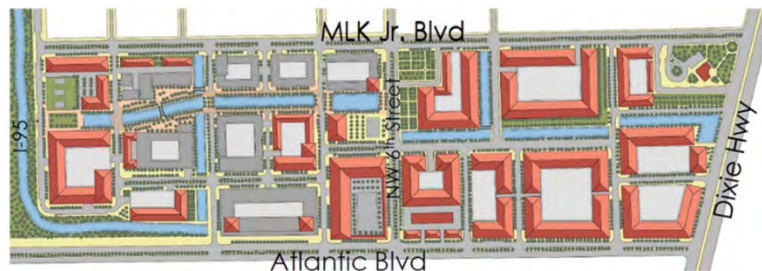 MLK Jr. Blvd
I-95
NW 6th Street
Dixie Hwy
Atlantic Blvd